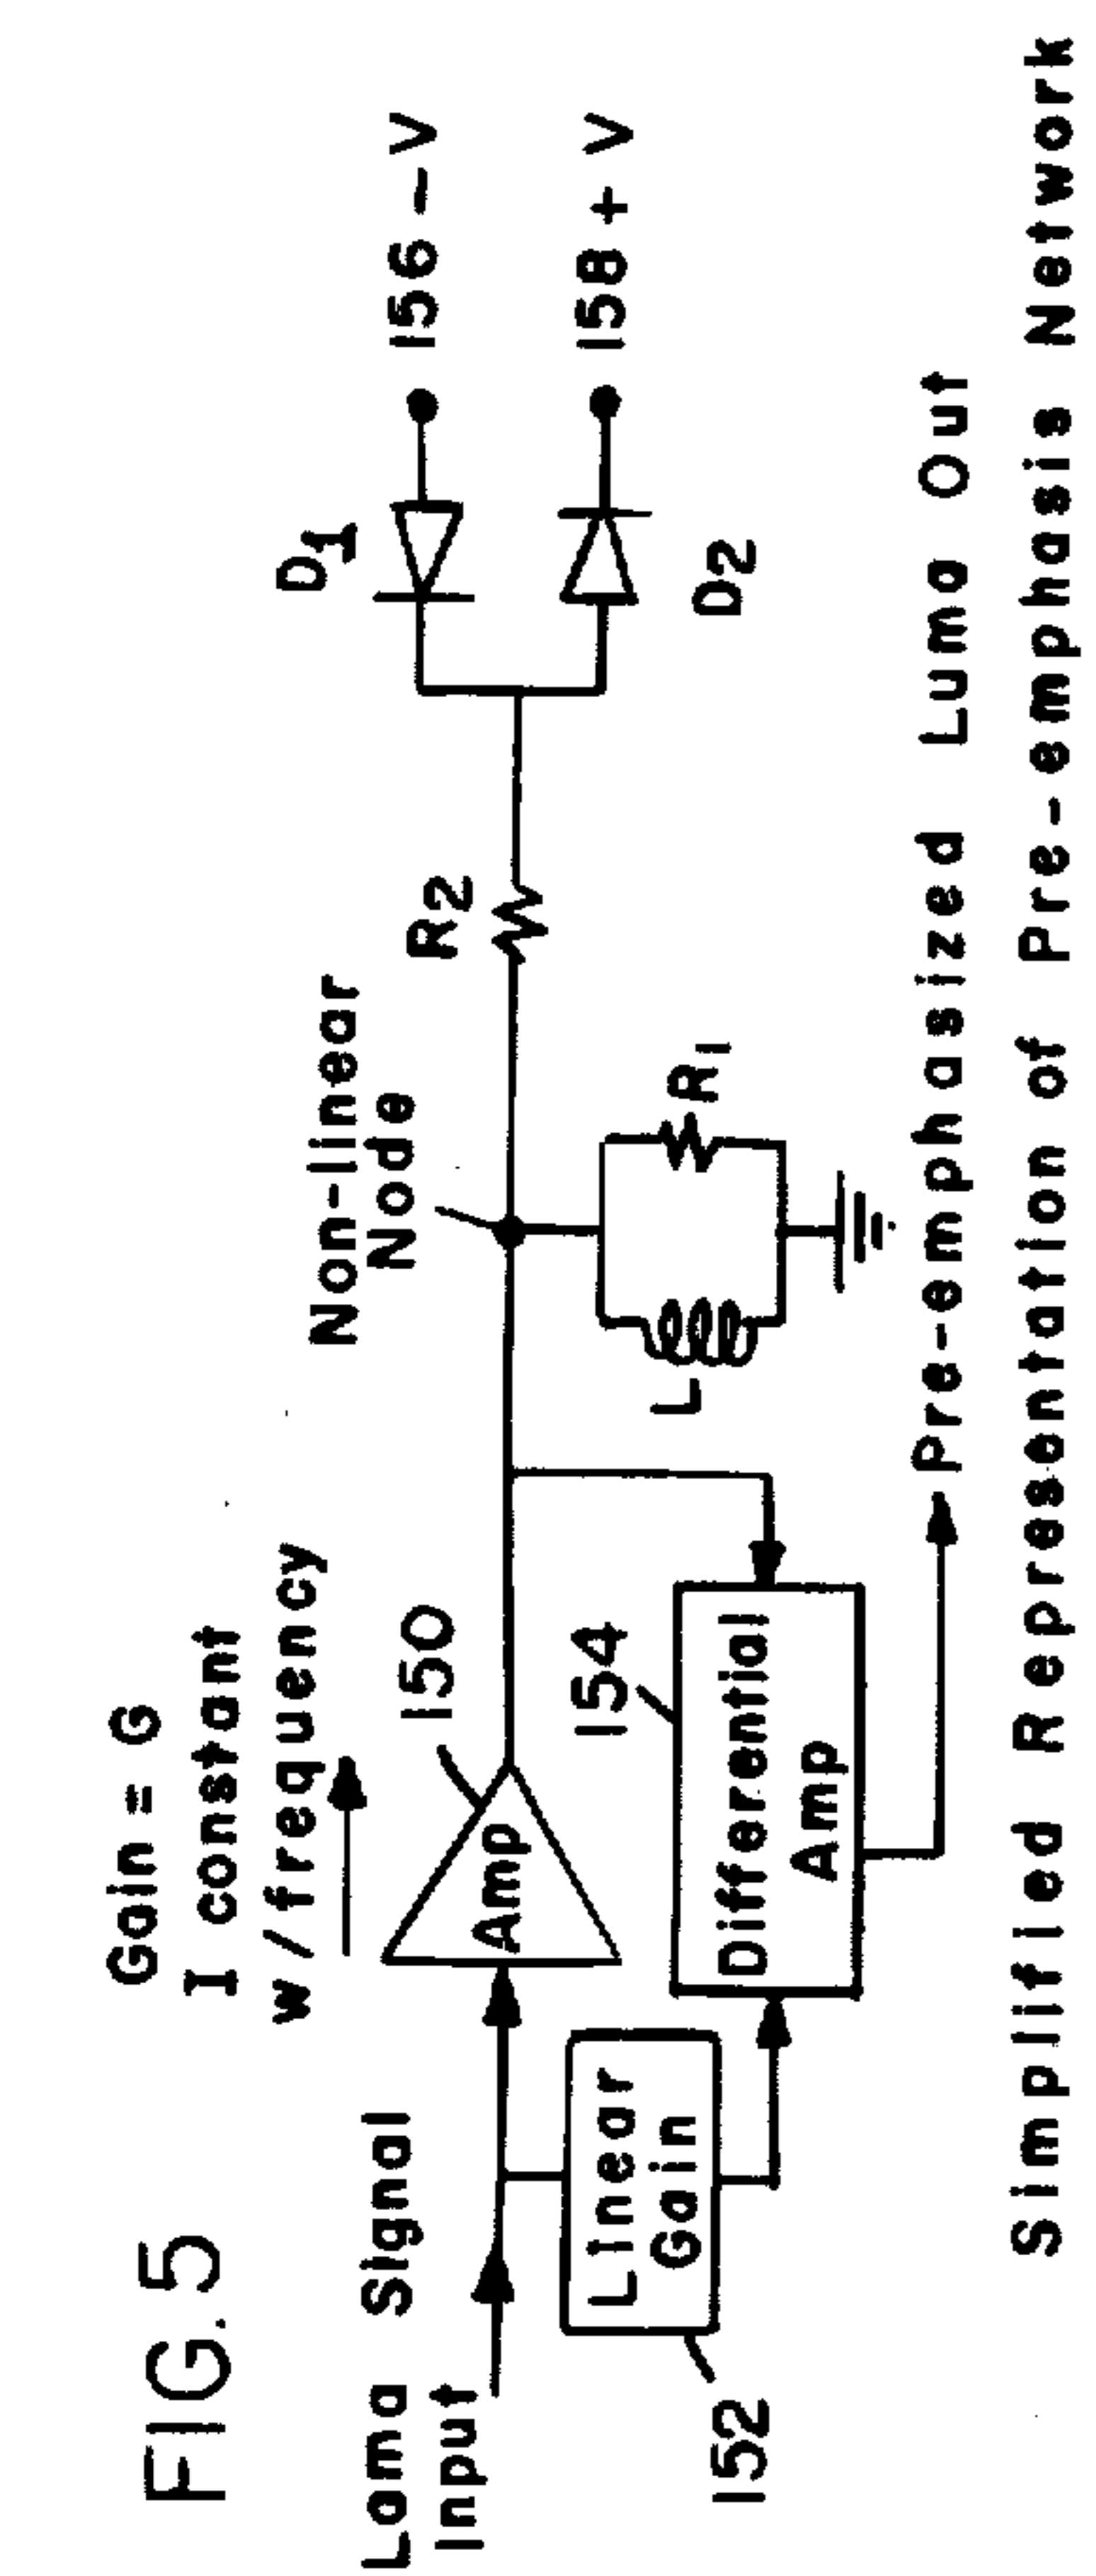 FIG. 5
Gain = G
I constant
w/frequency
Lama Signal
Input
Amp
150
Linear
Gain
152
Differential
Amp
154
Non-linear
Node
L
R1
R2
D1
D2
156 - V
158 + V
Pre-emphasized Luma Out
Simplified Representation of Pre-emphasis Network